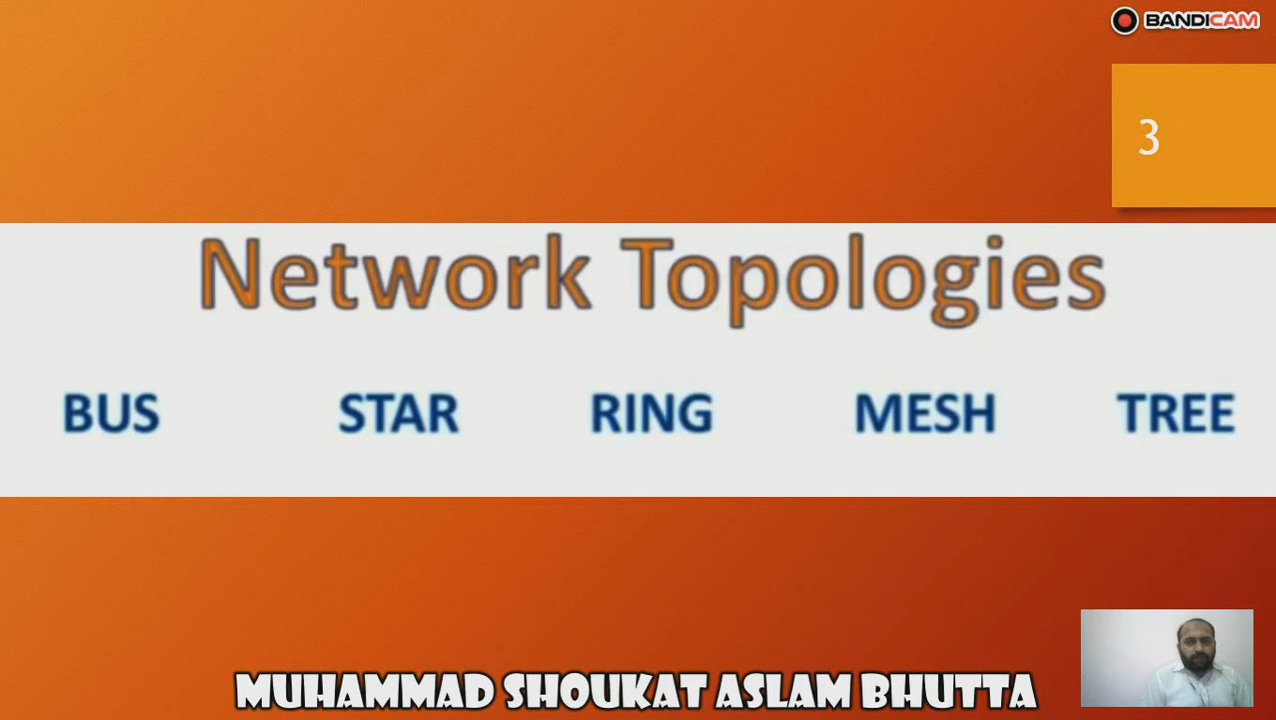 BANDICAM
3
Network Topologies
BUS STAR RING MESH TREE
MUHAMMAD SHOUKAT ASLAM BHUTTA